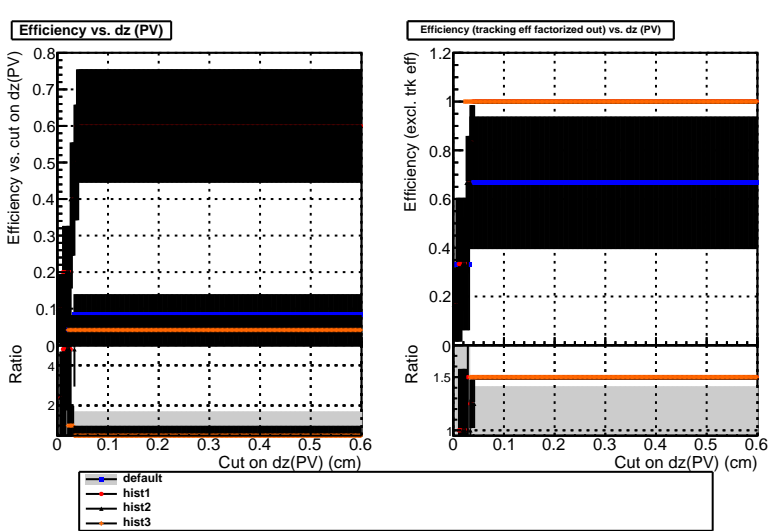 Efficiency vs. dz (PV)
Efficiency vs. cut on dz(PV)
0.8
0.7
0.6
0.5
0.4
0.3
0.2
0.1
0
Ratio
4
2
0 0.1 0.2 0.3 0.4 0.5 0.6
Cut on dz(PV) (cm)
Efficiency (tracking eff factorized out) vs. dz (PV)
Efficiency (excl. trk eff)
1.2
1
0.8
0.6
0.4
0.2
0
Ratio
1.5
1
0 0.1 0.2 0.3 0.4 0.5 0.6
Cut on dz(PV) (cm)
default
hist1
hist2
hist3